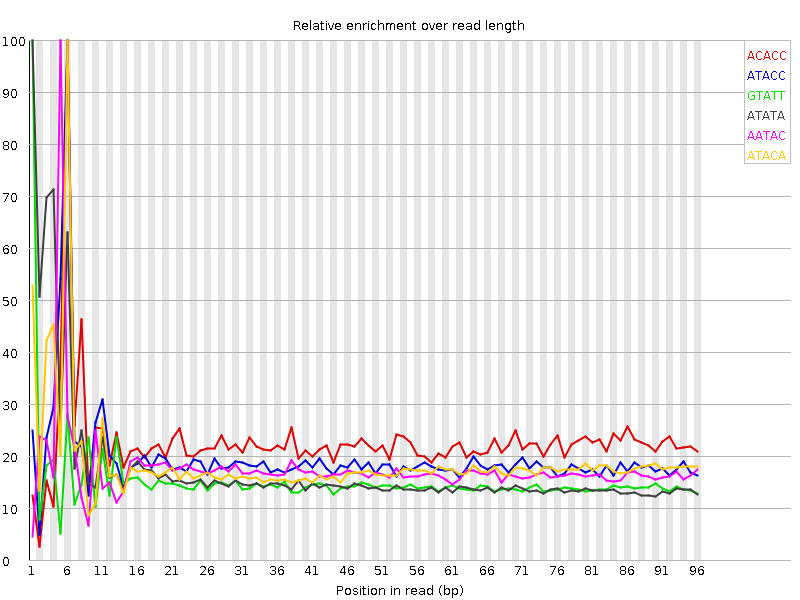 Relative enrichment over read length
100
90
80
70
60
50
40
30
20
10
0
ACACC
ATACC
GTATT
ATATA
AATAC
ATACA
1 6 11 16 21 26 31 36 41 46 51 56 61 66 71 76 81 86 91 96
Position in read (bp)